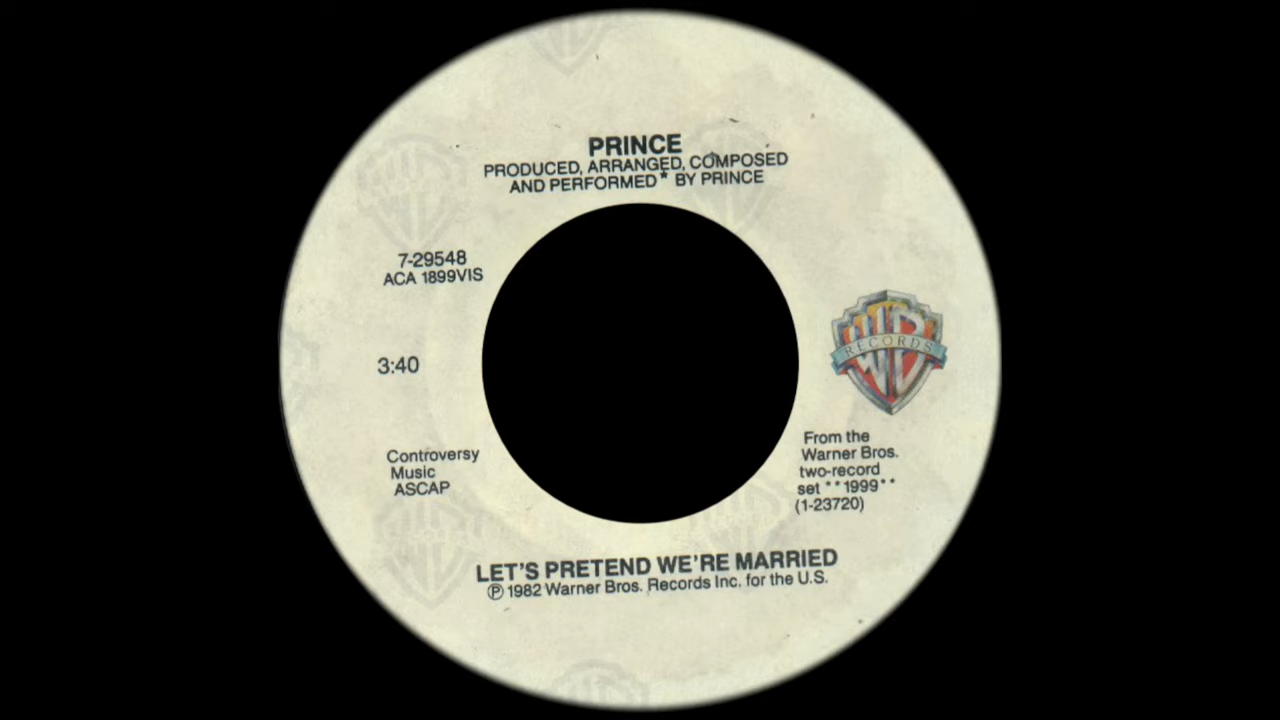 PRINCE
PRODUCED, ARRANGED, COMPOSED
AND PERFORMED* BY PRINCE
7-29548
ACA 1899VIS
3:40
Controversy
Music
ASCAP
RECORDS
From the
Warner Bros.
two-record
set **1999**
(1-23720)
LET'S PRETEND WE'RE MARRIED
Ⓟ 1982 Warner Bros. Records Inc. for the U.S.